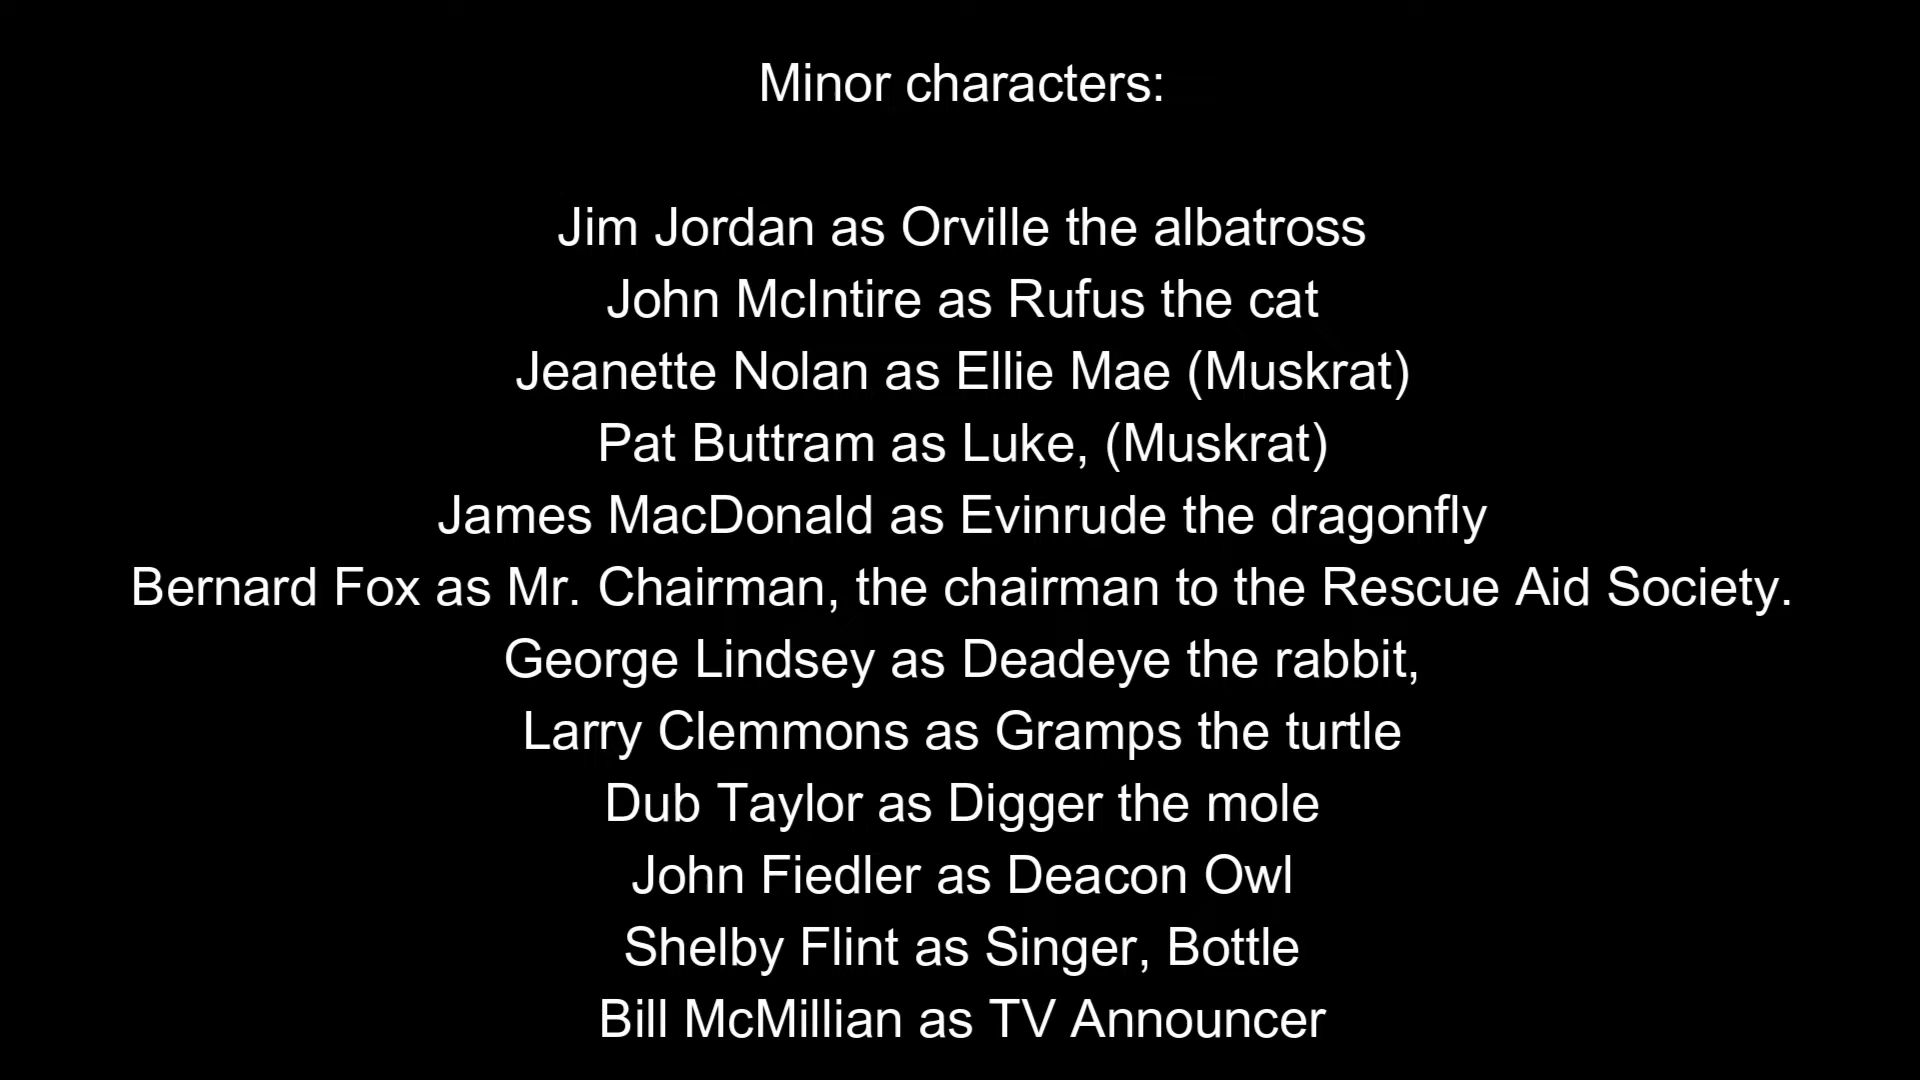 Minor characters:
Jim Jordan as Orville the albatross
John McIntire as Rufus the cat
Jeanette Nolan as Ellie Mae (Muskrat)
Pat Buttram as Luke, (Muskrat)
James MacDonald as Evinrude the dragonfly
Bernard Fox as Mr. Chairman, the chairman to the Rescue Aid Society.
George Lindsey as Deadeye the rabbit,
Larry Clemmons as Gramps the turtle
Dub Taylor as Digger the mole
John Fiedler as Deacon Owl
Shelby Flint as Singer, Bottle
Bill McMillian as TV Announcer